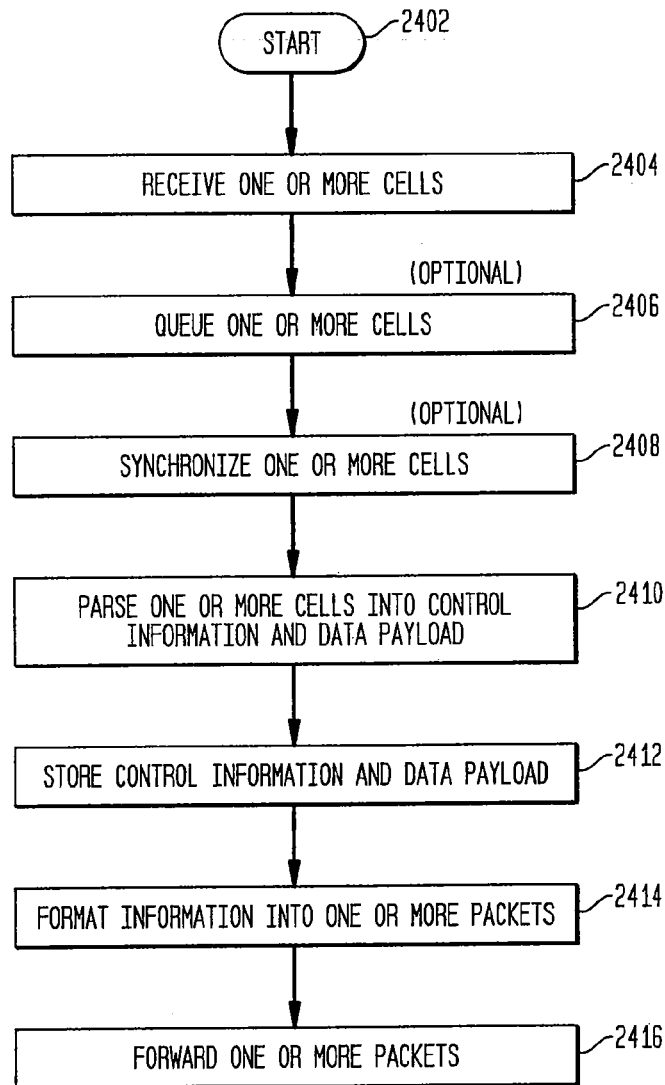 START
2402
RECEIVE ONE OR MORE CELLS
2404
(OPTIONAL)
QUEUE ONE OR MORE CELLS
2406
(OPTIONAL)
SYNCHRONIZE ONE OR MORE CELLS
2408
PARSE ONE OR MORE CELLS INTO CONTROL
INFORMATION AND DATA PAYLOAD
2410
STORE CONTROL INFORMATION AND DATA PAYLOAD
2412
FORMAT INFORMATION INTO ONE OR MORE PACKETS
2414
FORWARD ONE OR MORE PACKETS
2416